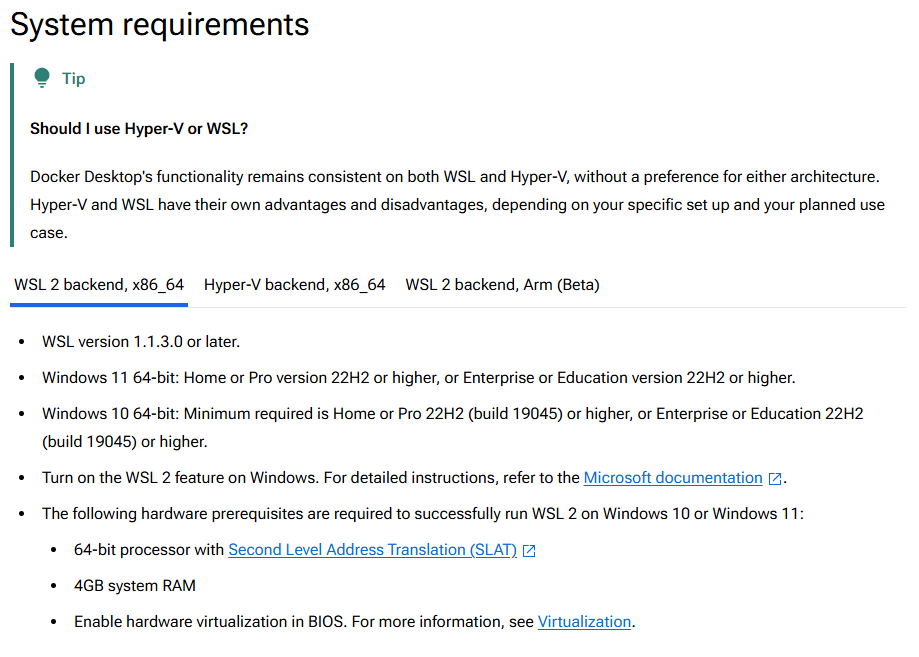 System requirements
Tip
Should I use Hyper-V or WSL?
Docker Desktop's functionality remains consistent on both WSL and Hyper-V, without a preference for either architecture.
Hyper-V and WSL have their own advantages and disadvantages, depending on your specific set up and your planned use
case.
WSL 2 backend, x86_64 Hyper-V backend, x86_64 WSL 2 backend, Arm (Beta)
• WSL version 1.1.3.0 or later.
• Windows 11 64-bit: Home or Pro version 22H2 or higher, or Enterprise or Education version 22H2 or higher.
• Windows 10 64-bit: Minimum required is Home or Pro 22H2 (build 19045) or higher, or Enterprise or Education 22H2
(build 19045) or higher.
• Turn on the WSL 2 feature on Windows. For detailed instructions, refer to the Microsoft documentation.
• The following hardware prerequisites are required to successfully run WSL 2 on Windows 10 or Windows 11:
• 64-bit processor with Second Level Address Translation (SLAT)
• 4GB system RAM
• Enable hardware virtualization in BIOS. For more information, see Virtualization.